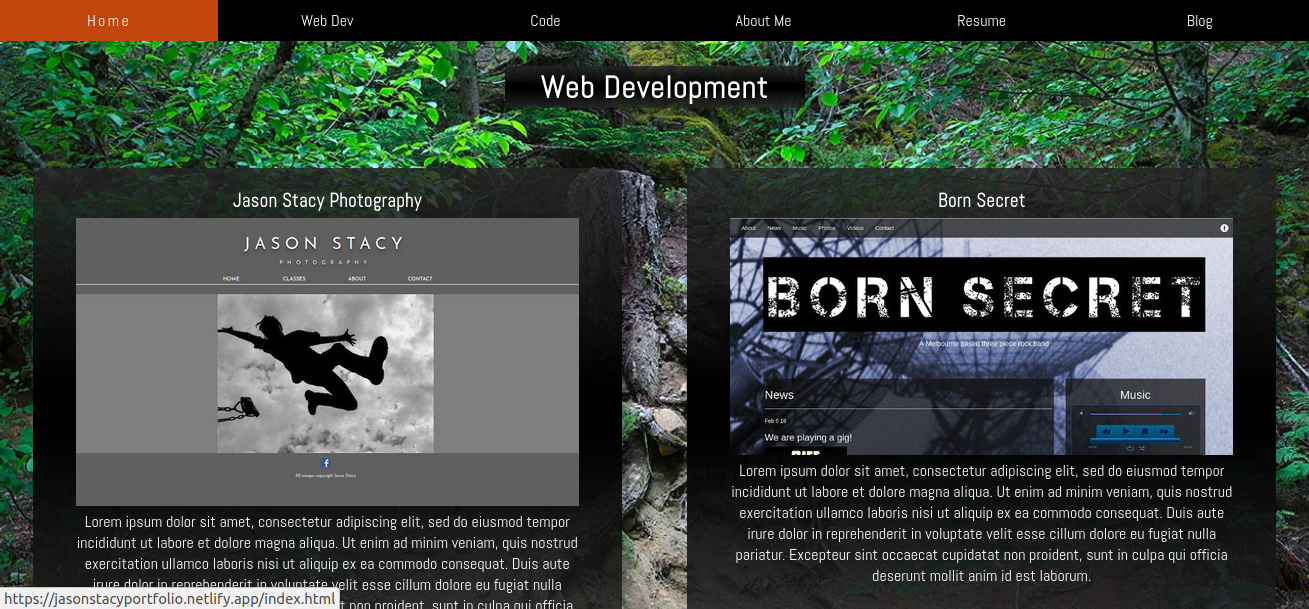 Home
Web Dev
Code
About Me
Resume
Blog
Web Development
Jason Stacy Photography
JASON STACY
PHOTOGRAPHY
HOME CLASSES ABOUT CONTACT
All images copyright Jason Stacy
Lorem ipsum dolor sit amet, consectetur adipiscing elit, sed do eiusmod tempor
incididunt ut labore et dolore magna aliqua. Ut enim ad minim veniam, quis nostrud
exercitation ullamco laboris nisi ut aliquip ex ea commodo consequat. Duis aute
irure dolor in reprehenderit in voluptate velit esse cillum dolore eu fugiat nulla
t non proident, sunt in culpa qui officia
Born Secret
About News Music Photos Videos Contact
BORN SECRET
A Melbourne based three piece rock band
News
Feb 6 18
We are playing a gig!
Music
Lorem ipsum dolor sit amet, consectetur adipiscing elit, sed do eiusmod tempor
incididunt ut labore et dolore magna aliqua. Ut enim ad minim veniam, quis nostrud
exercitation ullamco laboris nisi ut aliquip ex ea commodo consequat. Duis aute
irure dolor in reprehenderit in voluptate velit esse cillum dolore eu fugiat nulla
pariatur. Excepteur sint occaecat cupidatat non proident, sunt in culpa qui officia
deserunt mollit anim id est laborum.
https://jasonstacyportfolio.netlify.app/index.html